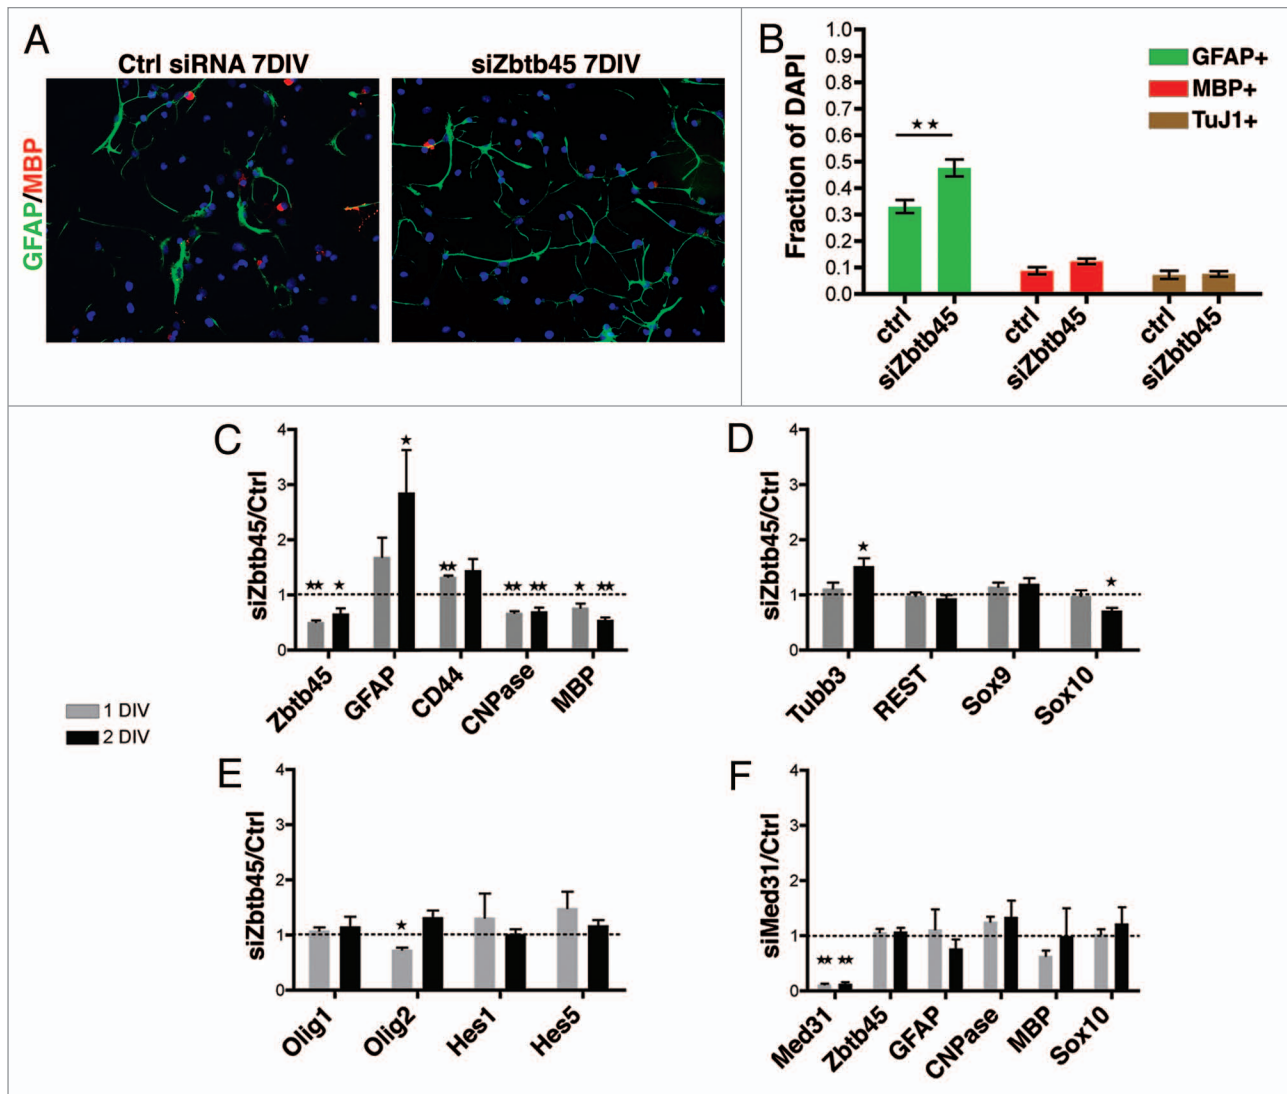 A
Ctrl siRNA 7DIV
siZbtb45 7DIV
GFAP/MBP
B
Fraction of DAPI
1.0
0.9
0.8
0.7
0.6
0.5
0.4
0.3
0.2
0.1
0.0
★★
GFAP+
MBP+
TuJ1+
ctrl
siZbtb45
ctrl
siZbtb45
ctrl
siZbtb45
C
siZbtb45/Ctrl
4
3
2
1
0
★★ ★ ★ ★★ ★★ ★★ ★ ★★
Zbtb45
GFAP
CD44
CNPase
MBP
D
siZbtb45/Ctrl
4
3
2
1
0
★ ★
Tubb3
REST
Sox9
Sox10
1 DIV
2 DIV
E
siZbtb45/Ctrl
4
3
2
1
0
★
Olig1
Olig2
Hes1
Hes5
F
siMed31/Ctrl
4
3
2
1
0
★★ ★★
Med31
Zbtb45
GFAP
CNPase
MBP
Sox10